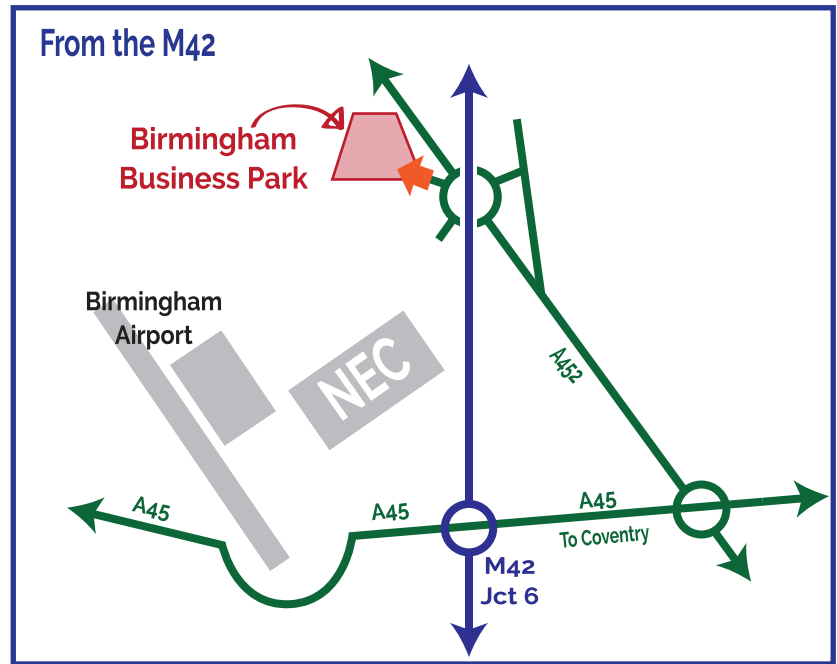 From the M42
Birmingham
Business Park
Birmingham
Airport
NEC
A452
A45
A45
A45
To Coventry
M42
Jct 6